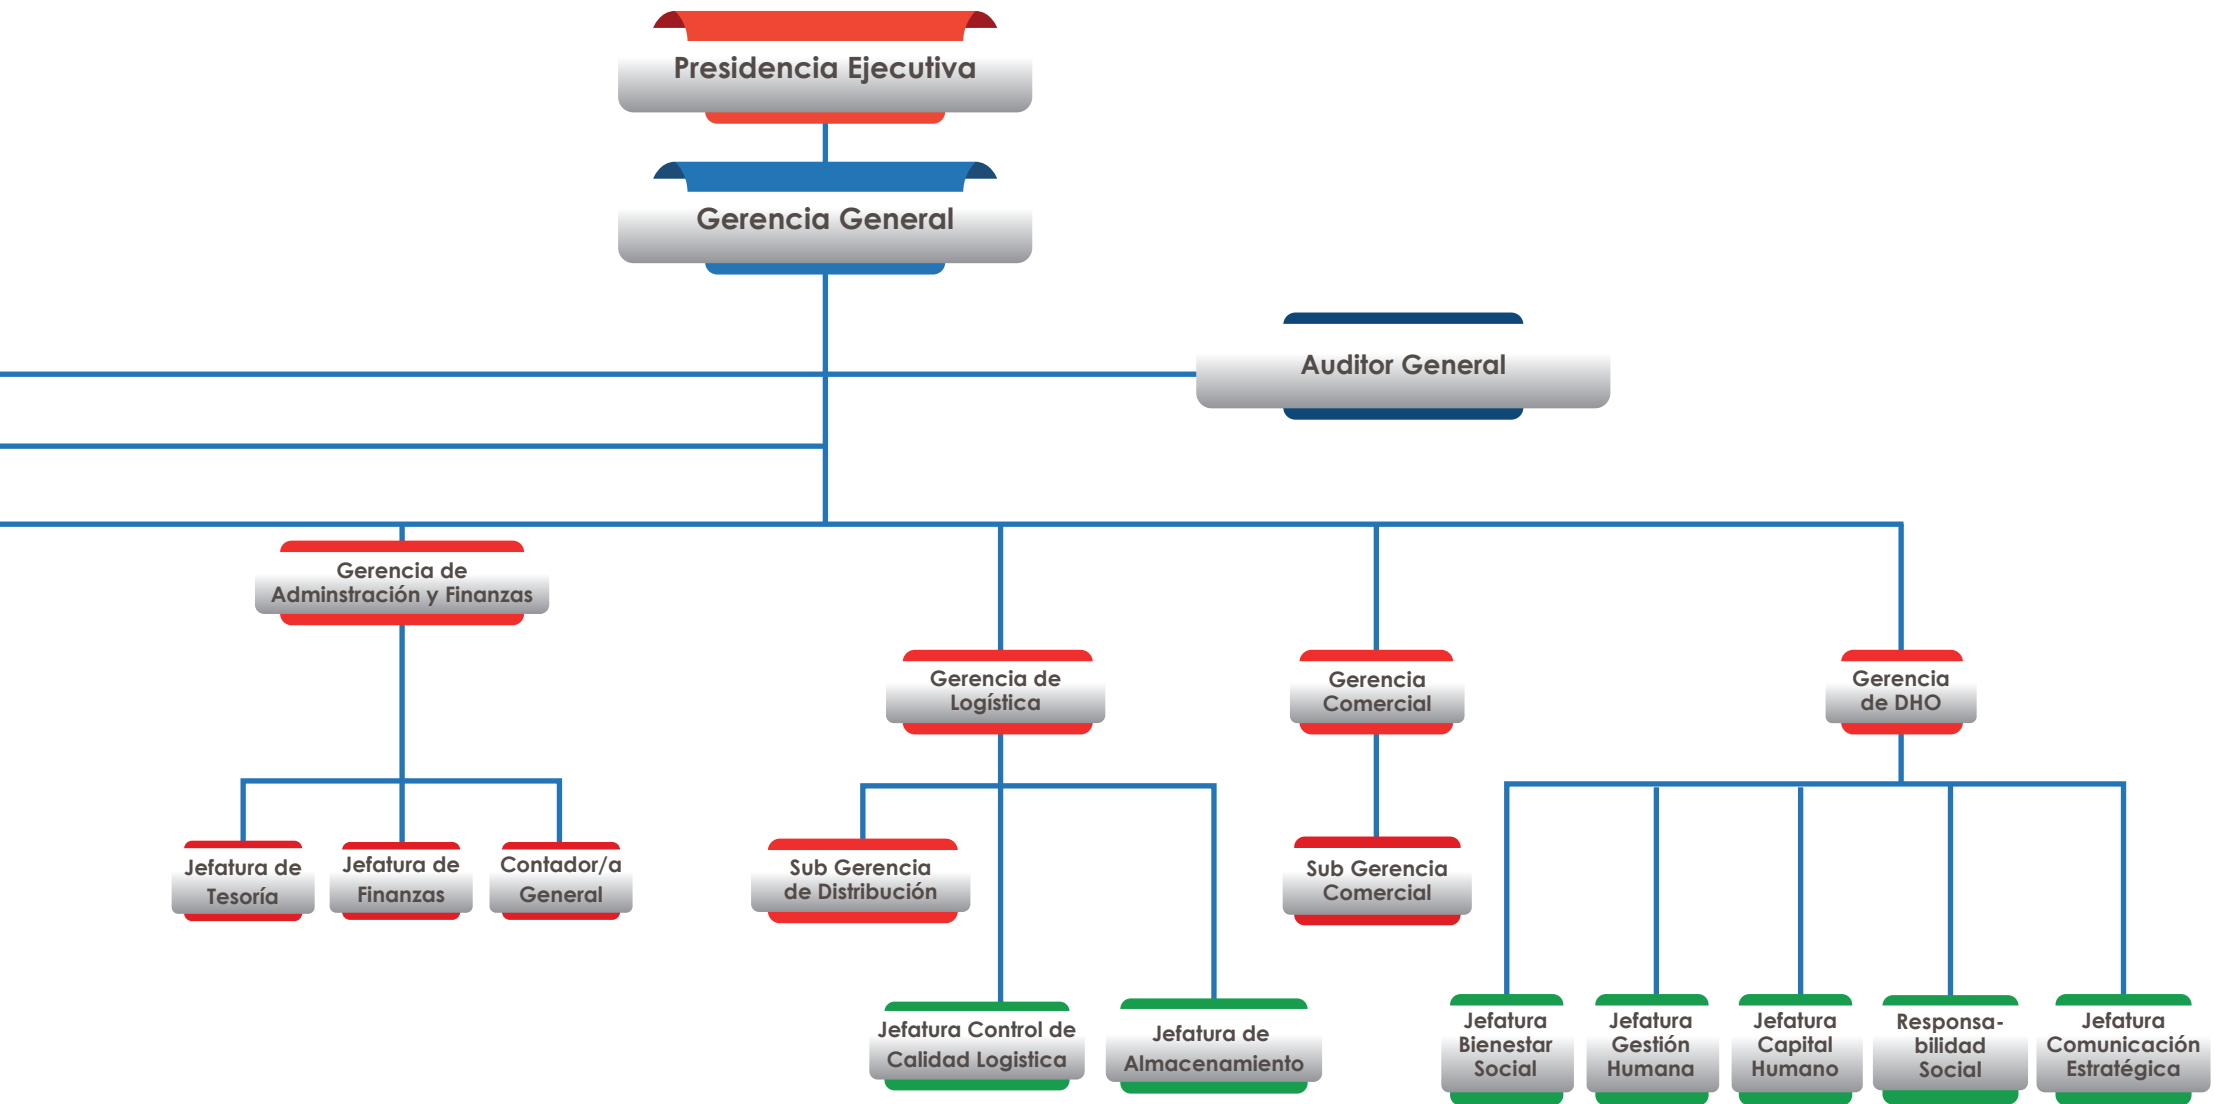 Presidencia Ejecutiva
Gerencia General
Auditor General
Gerencia de
Adminstración y Finanzas
Gerencia de
Logística
Gerencia
Comercial
Gerencia
de DHO
Jefatura de
Tesoría
Jefatura de
Finanzas
Contador/a
General
Sub Gerencia
de Distribución
Sub Gerencia
Comercial
Jefatura Control de
Calidad Logistica
Jefatura de
Almacenamiento
Jefatura
Bienestar
Social
Jefatura
Gestión
Humana
Jefatura
Capital
Humano
Responsa-
bilidad
Social
Jefatura
Comunicación
Estratégica